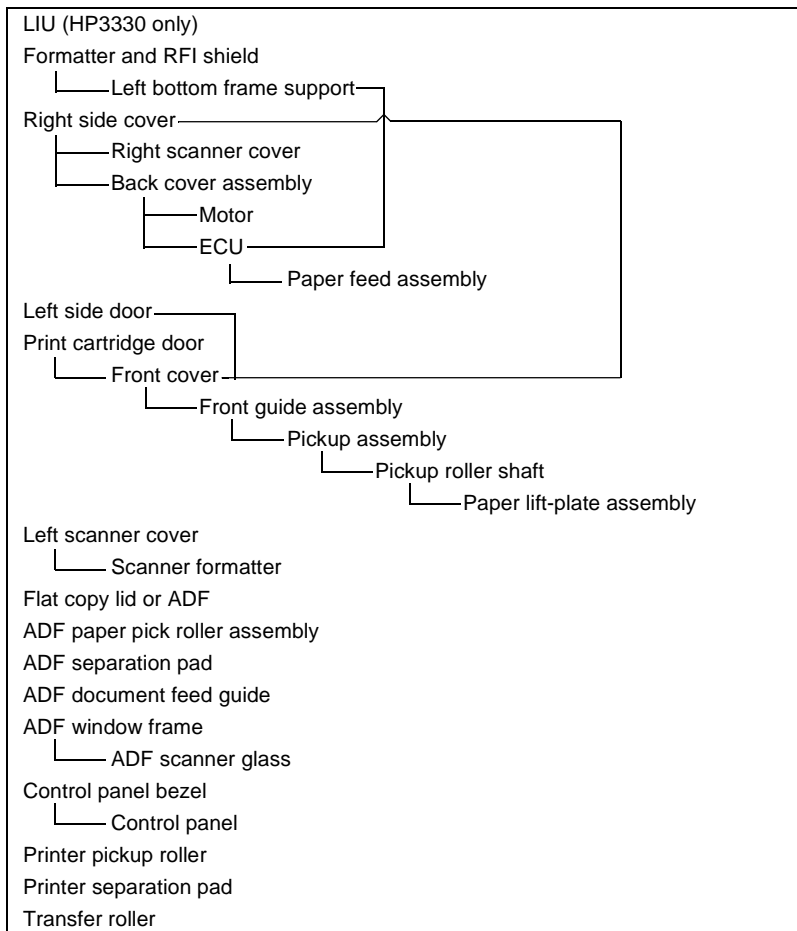 LIU (HP3330 only)
Formatter and RFI shield
Left bottom frame support
Right side cover
Right scanner cover
Back cover assembly
Motor
ECU
Paper feed assembly
Left side door
Print cartridge door
Front cover
Front guide assembly
Pickup assembly
Pickup roller shaft
Paper lift-plate assembly
Left scanner cover
Scanner formatter
Flat copy lid or ADF
ADF paper pick roller assembly
ADF separation pad
ADF document feed guide
ADF window frame
ADF scanner glass
Control panel bezel
Control panel
Printer pickup roller
Printer separation pad
Transfer roller